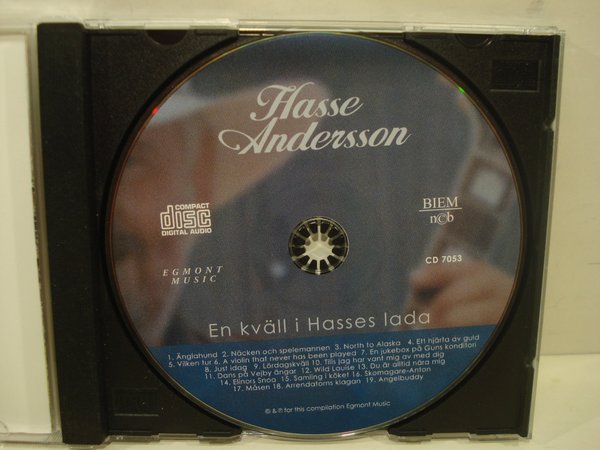 Hasse
Andersson
COMPACT
disc
DIGITAL AUDIO
BIEM
n©b
EGMONT
MUSIC
CD 7053
En kväll i Hasses lada
1. Änglahund 2. Näcken och spelemannen 3. North to Alaska 4. Ett hjärta av guld
5. Vilken tur 6. A violin that never has been played 7. En jukebox på Guns konditori
8. Just idag 9. Lördagskväll 10. Tills jag har vant mig av med dig
11. Dans på Vejby ängar 12. Wild Louise 13. Du är alltid nära mig
14. Elinors Snoa 15. Samling i köket 16. Skomagare-Anton
17. Måsen 18. Arrendatorns klagan 19. Angelbuddy
© & ℗ for this compilation Egmont Music